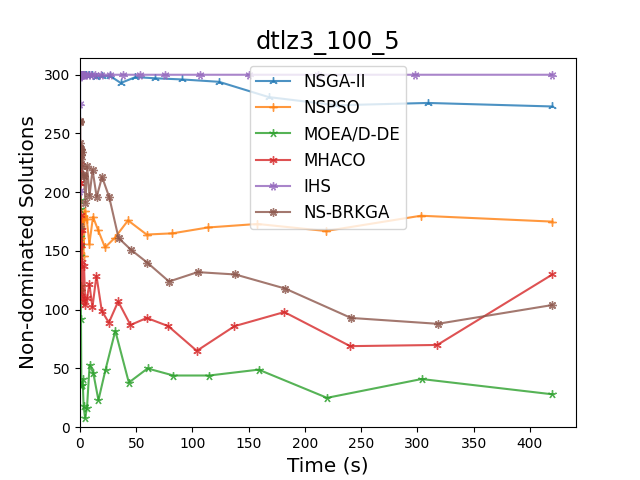 dtlz3_100_5
Non-dominated Solutions
300
250
200
150
100
50
0
NSGA-II
NSPSO
MOEA/D-DE
MHACO
IHS
NS-BRKGA
0 50 100 150 200 250 300 350 400
Time (s)